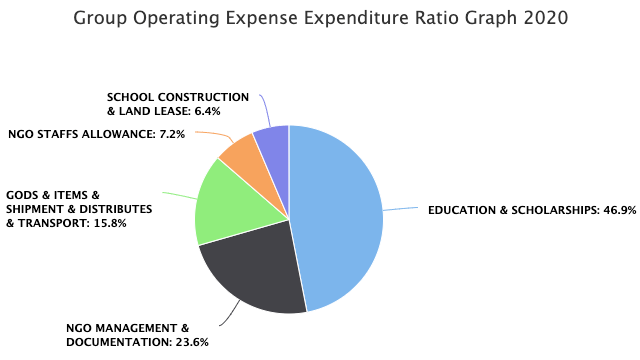 Group Operating Expense Expenditure Ratio Graph 2020
SCHOOL CONSTRUCTION
& LAND LEASE: 6.4%
NGO STAFFS ALLOWANCE: 7.2%
GODS & ITEMS &
SHIPMENT & DISTRIBUTES
& TRANSPORT: 15.8%
EDUCATION & SCHOLARSHIPS: 46.9%
NGO MANAGEMENT &
DOCUMENTATION: 23.6%